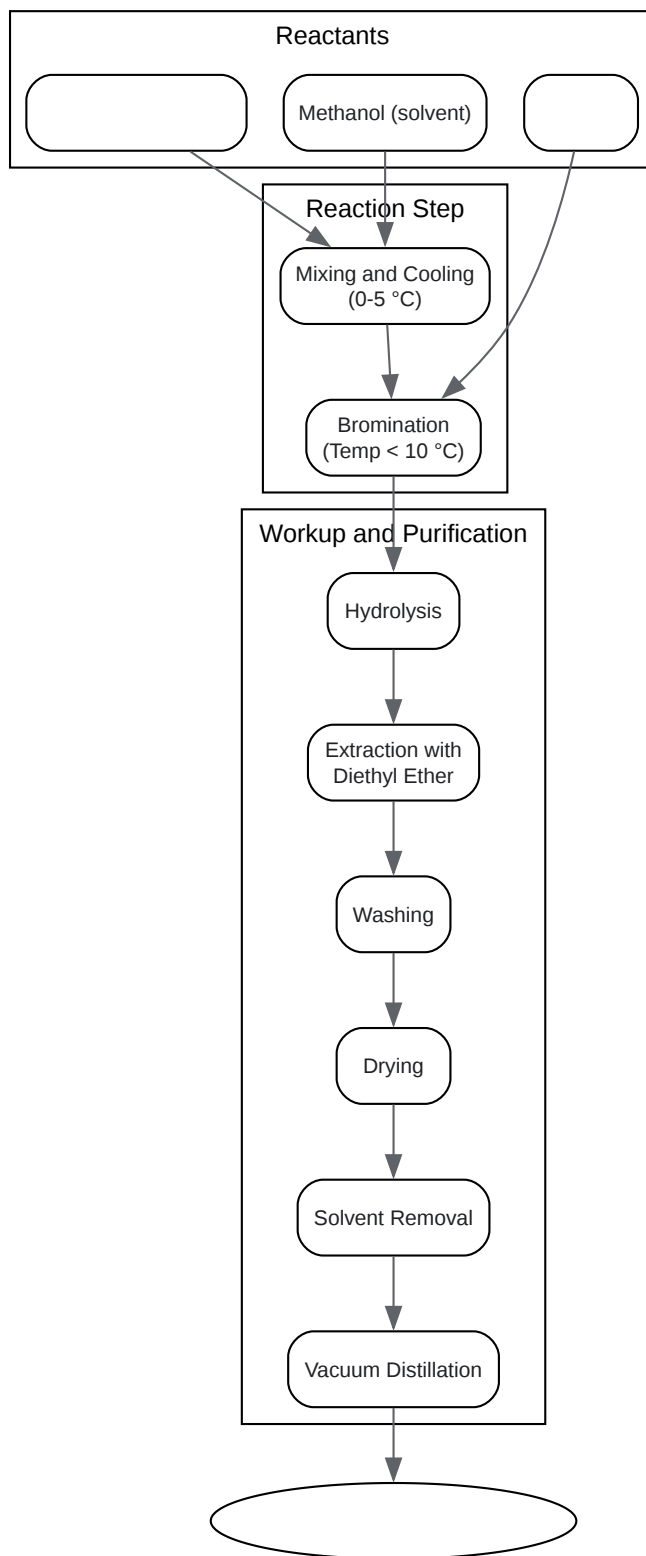 Reactants
Methanol (solvent)
Reaction Step
Mixing and Cooling
(0-5 °C)
Bromination
(Temp < 10 °C)
Workup and Purification
Hydrolysis
Extraction with
Diethyl Ether
Washing
Drying
Solvent Removal
Vacuum Distillation